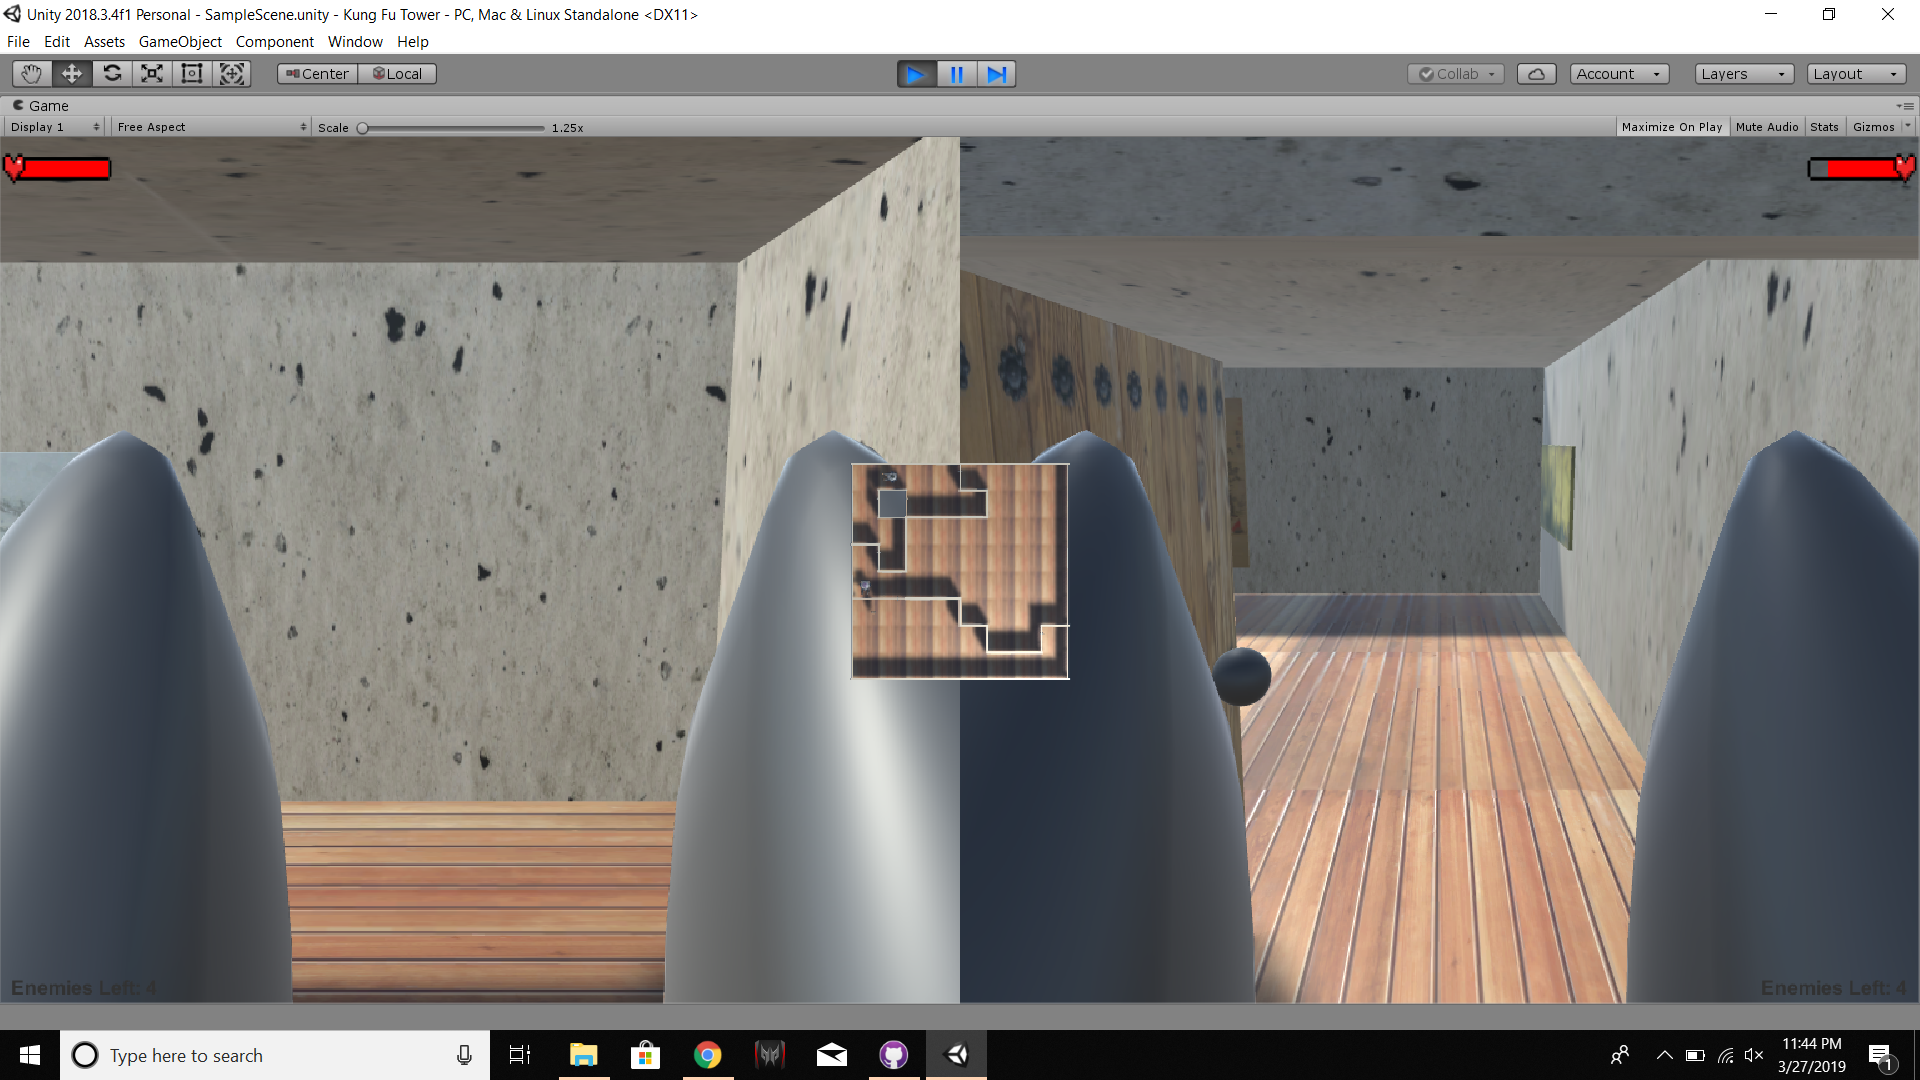 Unity 2018.3.4f1 Personal - SampleScene.unity - Kung Fu Tower - PC, Mac & Linux Standalone <DX11>
File Edit Assets GameObject Component Window Help
Center Local Collab Account Layers Layout
Game
Display 1 Free Aspect Scale 1.25x Maximize On Play Mute Audio Stats Gizmos
Enemies Left: 4 Enemies Left: 4
Type here to search
11:44 PM
3/27/2019
1